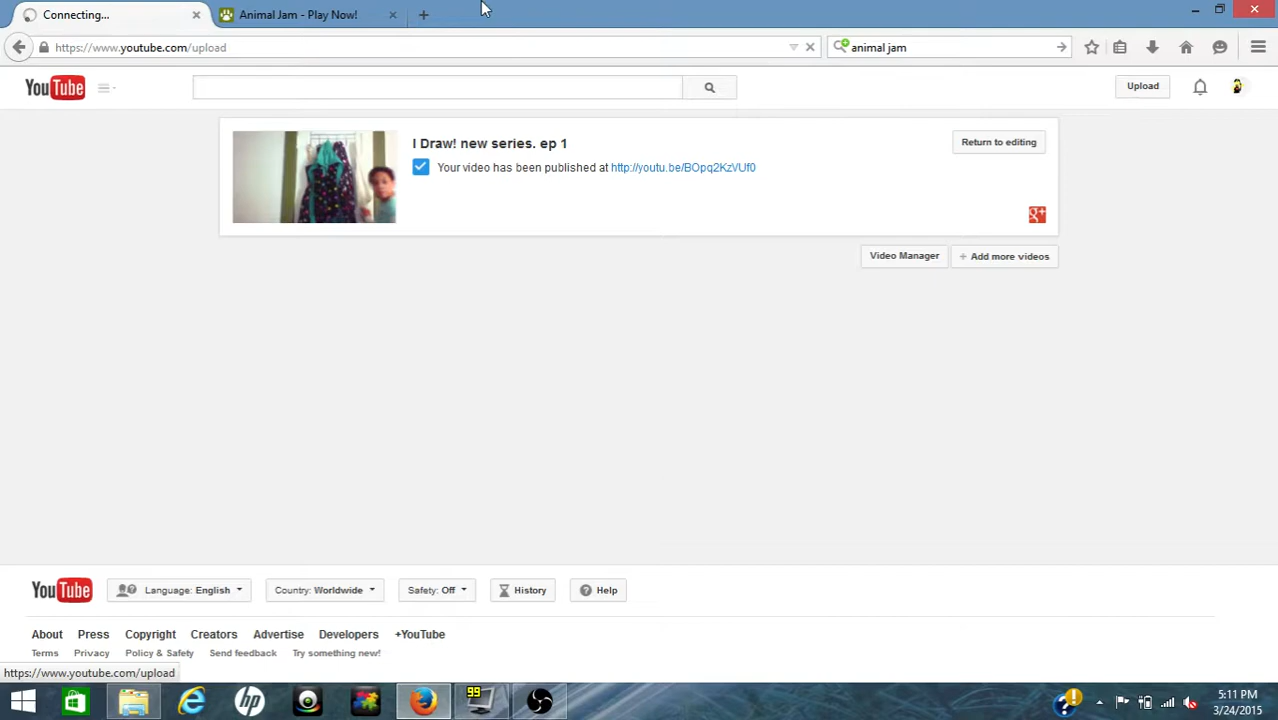 Connecting...
Animal Jam - Play Now!
https://www.youtube.com/upload
animal jam
YouTube
Upload
I Draw! new series. ep 1
Return to editing
Your video has been published at http://youtu.be/BOpq2KzVUf0
g+
Video Manager
+ Add more videos
YouTube
Language: English
Country: Worldwide
Safety: Off
History
Help
About Press Copyright Creators Advertise Developers +YouTube
Terms Privacy Policy & Safety Send feedback Try something new!
https://www.youtube.com/upload
hp
99
5:11 PM
3/24/2015